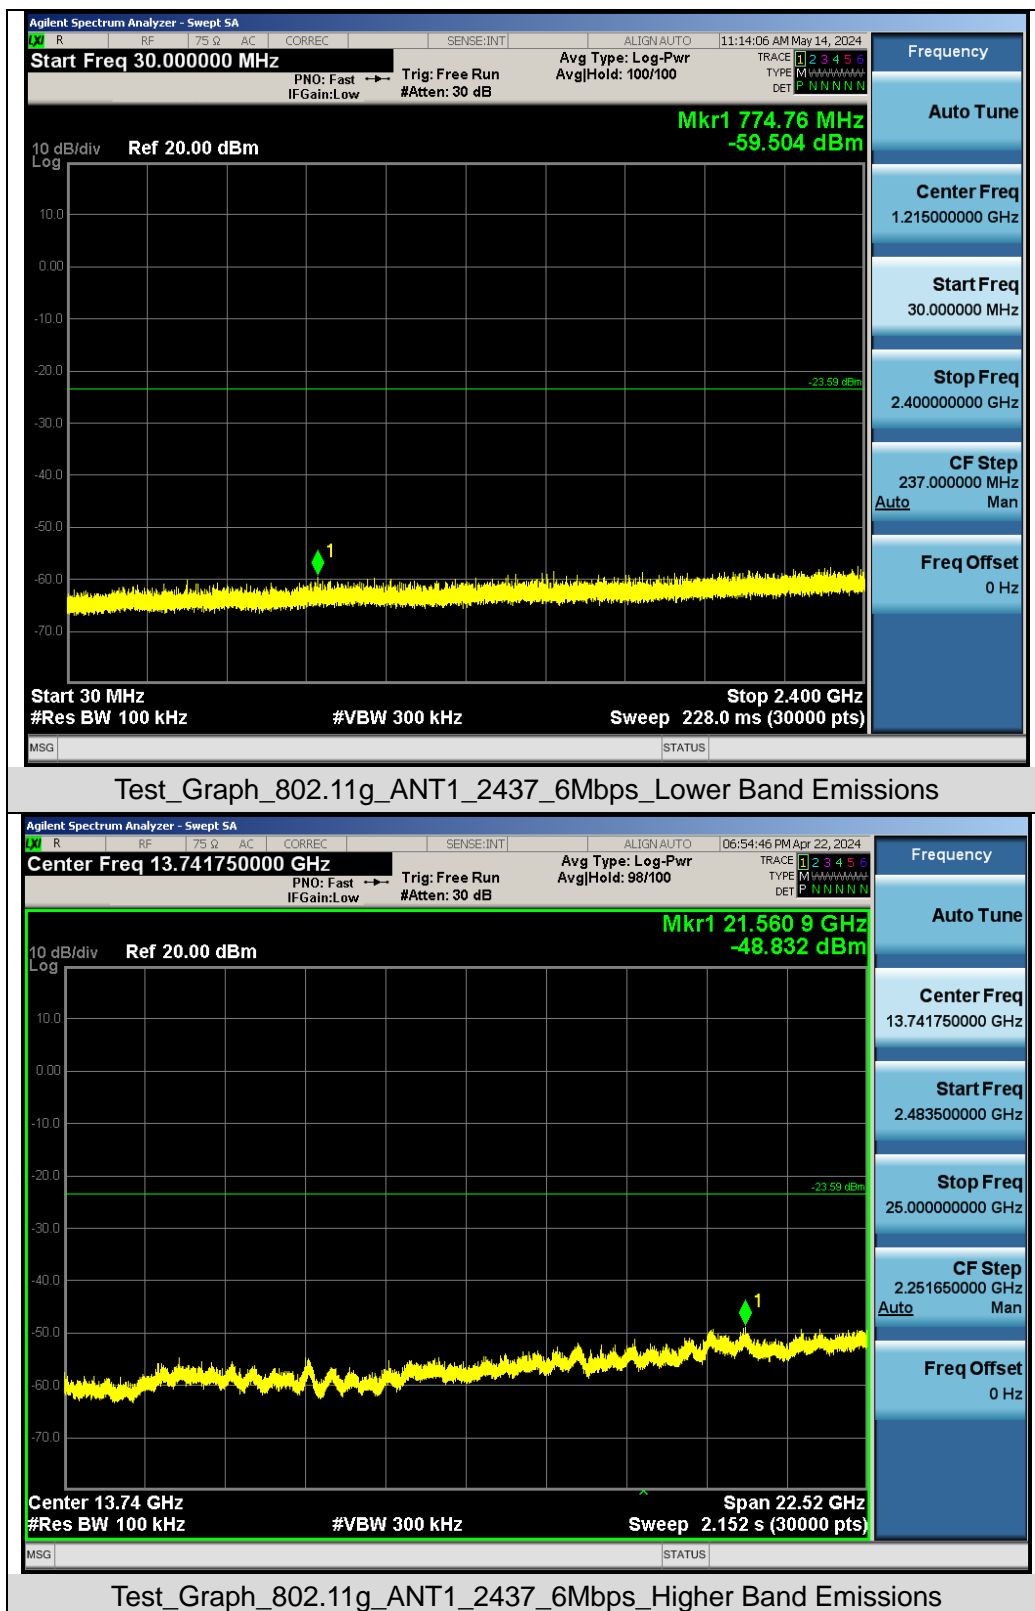 Agilent Spectrum Analyzer - Swept SA
LXI R RF 75 Ω AC CORREC SENSE:INT ALIGN AUTO 11:14:06 AM May 14, 2024
Start Freq 30.000000 MHz
PNO: Fast
IFGain:Low
Trig: Free Run
#Atten: 30 dB
Avg Type: Log-Pwr
Avg|Hold: 100/100
TRACE 1 2 3 4 5 6
TYPE M WWWWW
DET P N N N N N
Mkr1 774.76 MHz
-59.504 dBm
10 dB/div Ref 20.00 dBm
Log
10.0
0.00
-10.0
-20.0
-23.59 dBm
-30.0
-40.0
-50.0
1
-60.0
-70.0
Start 30 MHz Stop 2.400 GHz
#Res BW 100 kHz #VBW 300 kHz Sweep 228.0 ms (30000 pts)
MSG STATUS
Frequency
Auto Tune
Center Freq
1.215000000 GHz
Start Freq
30.000000 MHz
Stop Freq
2.400000000 GHz
CF Step
237.000000 MHz
Auto Man
Freq Offset
0 Hz
Test_Graph_802.11g_ANT1_2437_6Mbps_Lower Band Emissions
Agilent Spectrum Analyzer - Swept SA
LXI R RF 75 Ω AC CORREC SENSE:INT ALIGN AUTO 06:54:46 PM Apr 22, 2024
Center Freq 13.741750000 GHz
PNO: Fast
IFGain:Low
Trig: Free Run
#Atten: 30 dB
Avg Type: Log-Pwr
Avg|Hold: 98/100
TRACE 1 2 3 4 5 6
TYPE M WWWWW
DET P N N N N N
Mkr1 21.560 9 GHz
-48.832 dBm
10 dB/div Ref 20.00 dBm
Log
10.0
0.00
-10.0
-20.0
-23.59 dBm
-30.0
-40.0
1
-50.0
-60.0
-70.0
Center 13.74 GHz Span 22.52 GHz
#Res BW 100 kHz #VBW 300 kHz Sweep 2.152 s (30000 pts)
MSG STATUS
Frequency
Auto Tune
Center Freq
13.741750000 GHz
Start Freq
2.483500000 GHz
Stop Freq
25.000000000 GHz
CF Step
2.251650000 GHz
Auto Man
Freq Offset
0 Hz
Test_Graph_802.11g_ANT1_2437_6Mbps_Higher Band Emissions